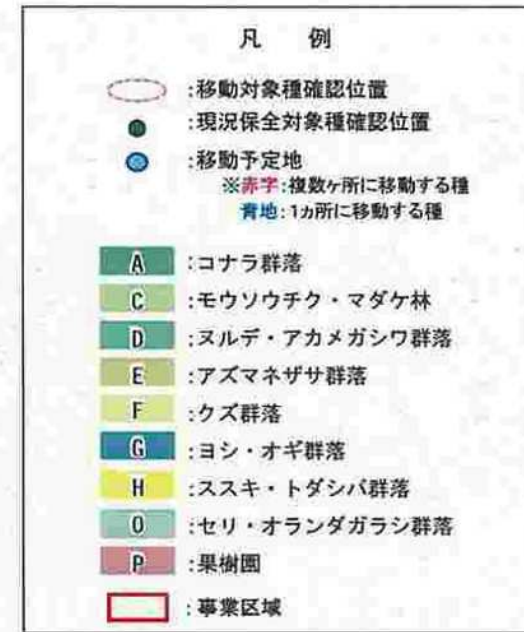 凡 例
:移動対象種確認位置
:現況保全対象種確認位置
:移動予定地
※赤字:複数ヶ所に移動する種
青地:1カ所に移動する種
A :コナラ群落
C :モウソウチク・マダケ林
D :ヌルデ・アカメガシワ群落
E :アズマネザサ群落
F :クズ群落
G :ヨシ・オギ群落
H :ススキ・トダシバ群落
O :セリ・オランダガラシ群落
P :果樹園
:事業区域